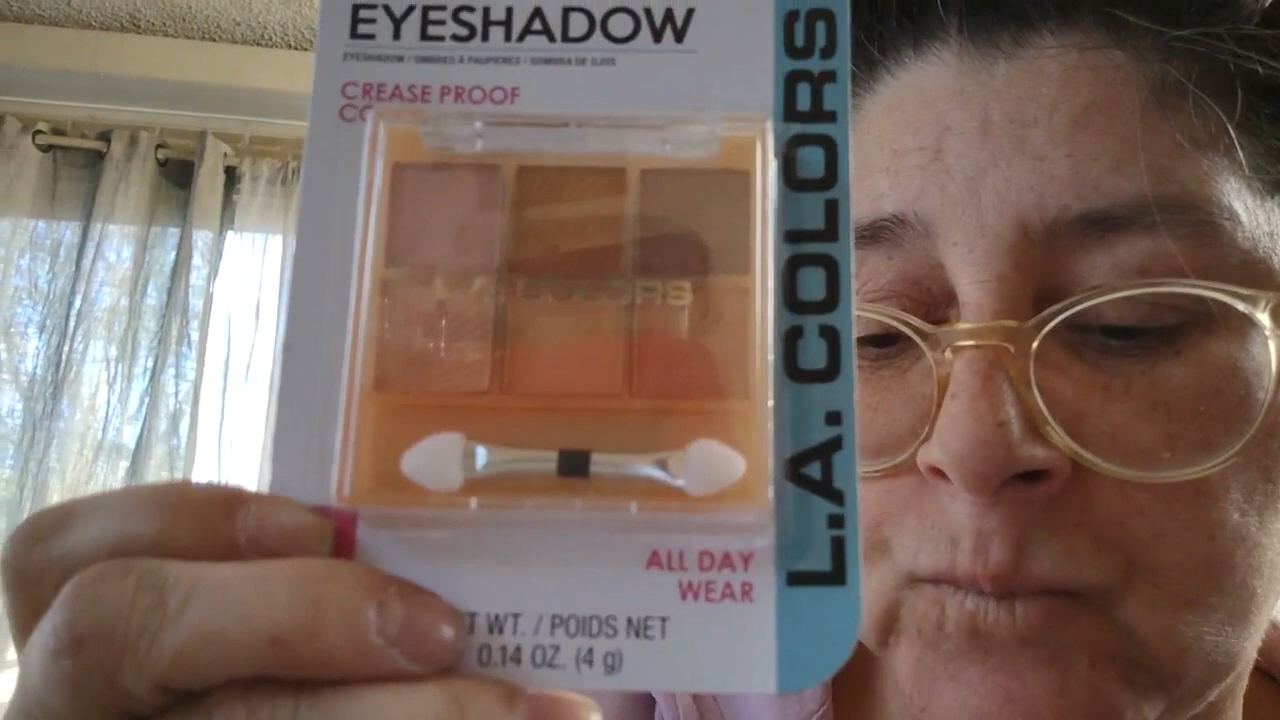 EYESHADOW
EYESHADOW / OMBRES À PAUPIÈRES / SOMBRA DE OJOS
CREASE PROOF
L.A. COLORS
L.A. COLORS
ALL DAY
WEAR
WT. / POIDS NET
0.14 OZ. (4 g)